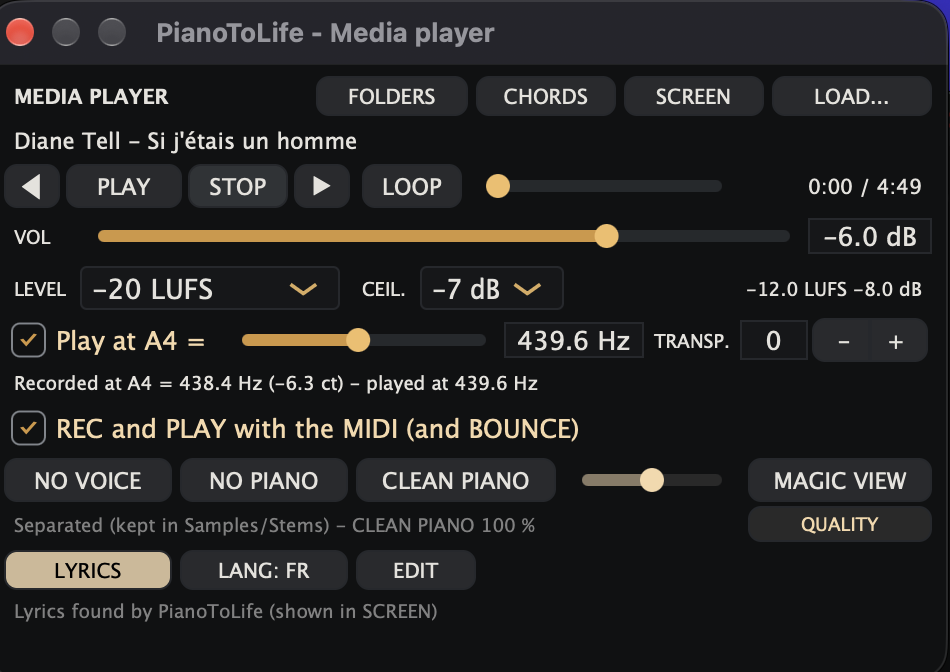 PianoToLife - Media player
MEDIA PLAYER FOLDERS CHORDS SCREEN LOAD...
Diane Tell – Si j'étais un homme
PLAY STOP LOOP 0:00 / 4:49
VOL −6.0 dB
LEVEL −20 LUFS CEIL. −7 dB −12.0 LUFS −8.0 dB
Play at A4 = 439.6 Hz TRANSP. 0 – +
Recorded at A4 = 438.4 Hz (−6.3 ct) – played at 439.6 Hz
REC and PLAY with the MIDI (and BOUNCE)
NO VOICE NO PIANO CLEAN PIANO MAGIC VIEW
Separated (kept in Samples/Stems) – CLEAN PIANO 100 % QUALITY
LYRICS LANG: FR EDIT
Lyrics found by PianoToLife (shown in SCREEN)